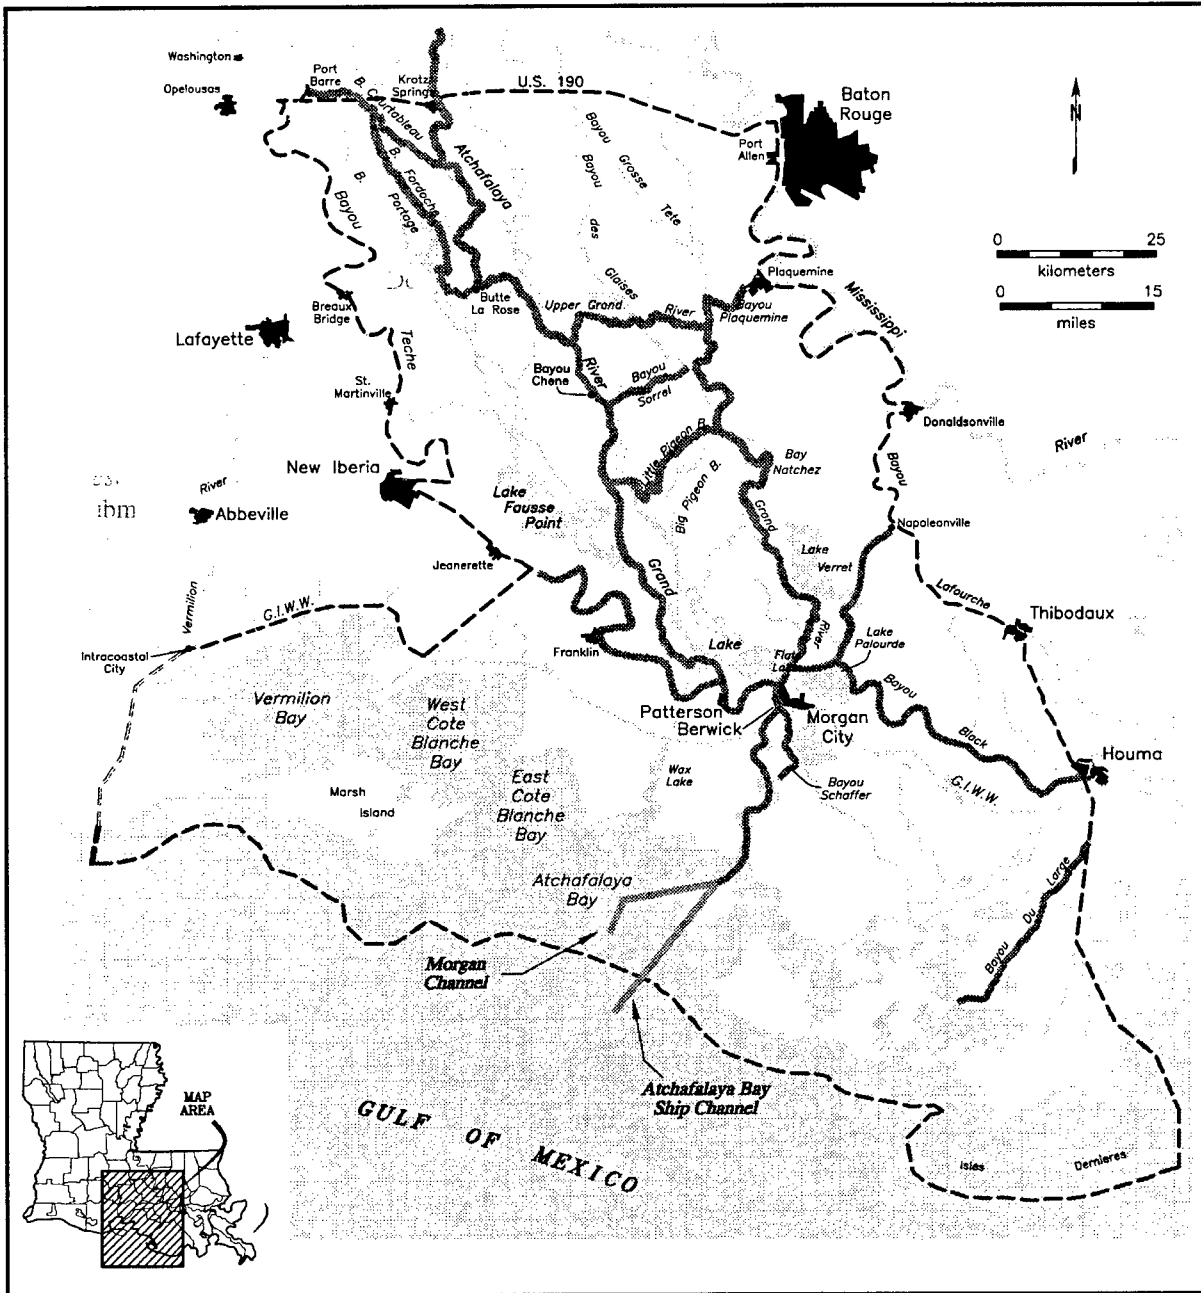 Washington
Opelousas
Port
Barre
B. Courtableau
Krotz
Springs
U.S. 190
Baton
Rouge
Port
Allen
N
Atchafalaya
Bayou Grosse Tete
Bayou des Glaises
B. Fordoche
B. Portage
Bayou
Teche
0 25
kilometers
0 15
miles
Plaquemine
Mississippi
Butte
La Rose
Upper Grand River
Bayou
Plaquemine
Breaux
Bridge
Lafayette
St.
Martinville
Bayou
Chene
River
Bayou
Sorrel
Donaldsonville
River
Bayou
Little Pigeon B.
Big Pigeon B.
Bay
Natchez
New Iberia
River
ibm
Abbeville
Lake
Fausse
Point
Grand
Napoleonville
Jeanerette
Lake
Verret
Grand
Lafourche
Thibodaux
Vermilion
G.I.W.W.
Intracoastal
City
Franklin
Lake
River
Flat
Lake
Palourde
Bayou
Black
Vermilion
Bay
West
Cote
Blanche
Bay
Patterson
Berwick
Morgan
City
Houma
Wax
Lake
Bayou
Schaffer
G.I.W.W.
Marsh
Island
East
Cote
Blanche
Bay
Atchafalaya
Bay
Bayou Du Large
Morgan
Channel
Atchafalaya Bay
Ship Channel
MAP
AREA
GULF OF MEXICO
Isles Dernieres